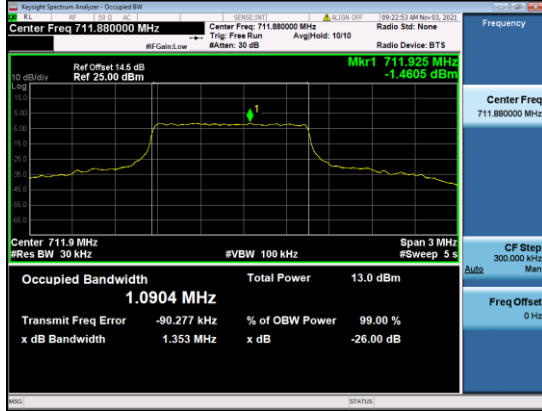 Keysight Spectrum Analyzer - Occupied BW
RL RF 50 Ω AC SENSE:INT ALIGN OFF 09:22:53 AM Nov 03, 2021
Center Freq 711.880000 MHz Center Freq: 711.880000 MHz Radio Std: None Frequency
Trig: Free Run Avg|Hold: 10/10
#IFGain:Low #Atten: 30 dB Radio Device: BTS
Ref Offset 14.5 dB Mkr1 711.925 MHz
10 dB/div Ref 25.00 dBm -1.4605 dBm
Log
15.0
5.00
1
-5.00
-15.0
-25.0
-35.0
-45.0
-55.0
-65.0
Center Freq
711.880000 MHz
Center 711.9 MHz Span 3 MHz
#Res BW 30 kHz #VBW 100 kHz #Sweep 5 s
CF Step
300.000 kHz
Auto Man
Occupied Bandwidth Total Power 13.0 dBm
1.0904 MHz
Freq Offset
0 Hz
Transmit Freq Error -90.277 kHz % of OBW Power 99.00 %
x dB Bandwidth 1.353 MHz x dB -26.00 dB
MSG STATUS